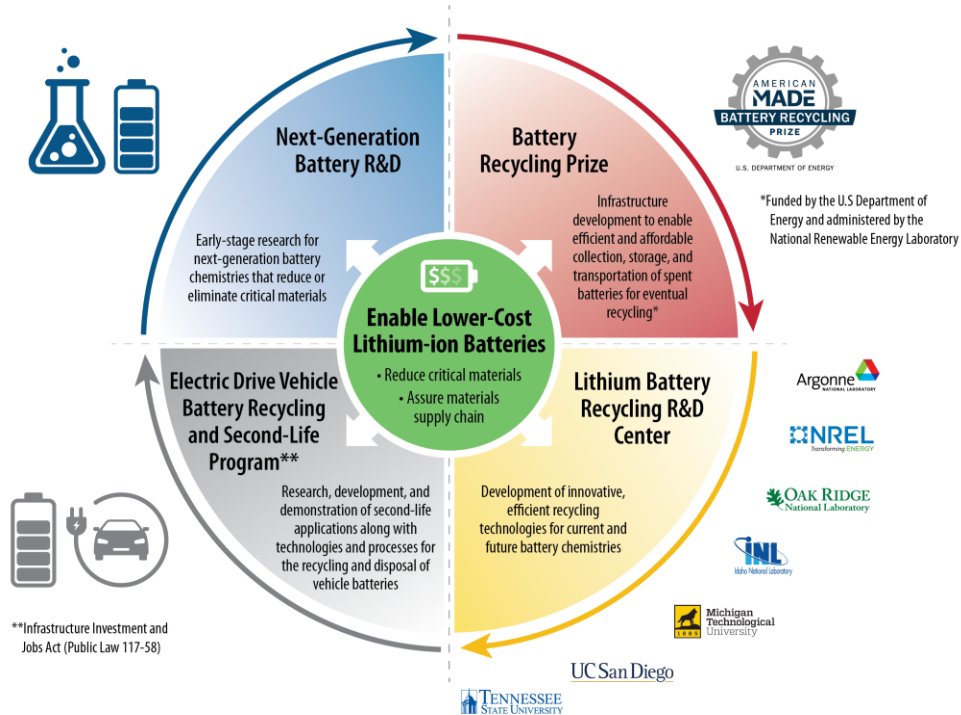 Next-Generation
Battery R&D
Early-stage research for
next-generation battery
chemistries that reduce or
eliminate critical materials
Battery
Recycling Prize
Infrastructure
development to enable
efficient and affordable
collection, storage, and
transportation of spent
batteries for eventual
recycling*
AMERICAN
MADE
BATTERY RECYCLING
PRIZE
U.S. DEPARTMENT OF ENERGY
*Funded by the U.S Department of
Energy and administered by the
National Renewable Energy Laboratory
$$$
Enable Lower-Cost
Lithium-ion Batteries
• Reduce critical materials
• Assure materials
supply chain
Electric Drive Vehicle
Battery Recycling
and Second-Life
Program**
Research, development, and
demonstration of second-life
applications along with
technologies and processes for
the recycling and disposal of
vehicle batteries
**Infrastructure Investment and
Jobs Act (Public Law 117-58)
Lithium Battery
Recycling R&D
Center
Development of innovative,
efficient recycling
technologies for current and
future battery chemistries
Argonne
NATIONAL LABORATORY
NREL
Transforming ENERGY
OAK RIDGE
National Laboratory
INL
Idaho National Laboratory
1885
Michigan
Technological
University
UC San Diego
TENNESSEE
STATE UNIVERSITY